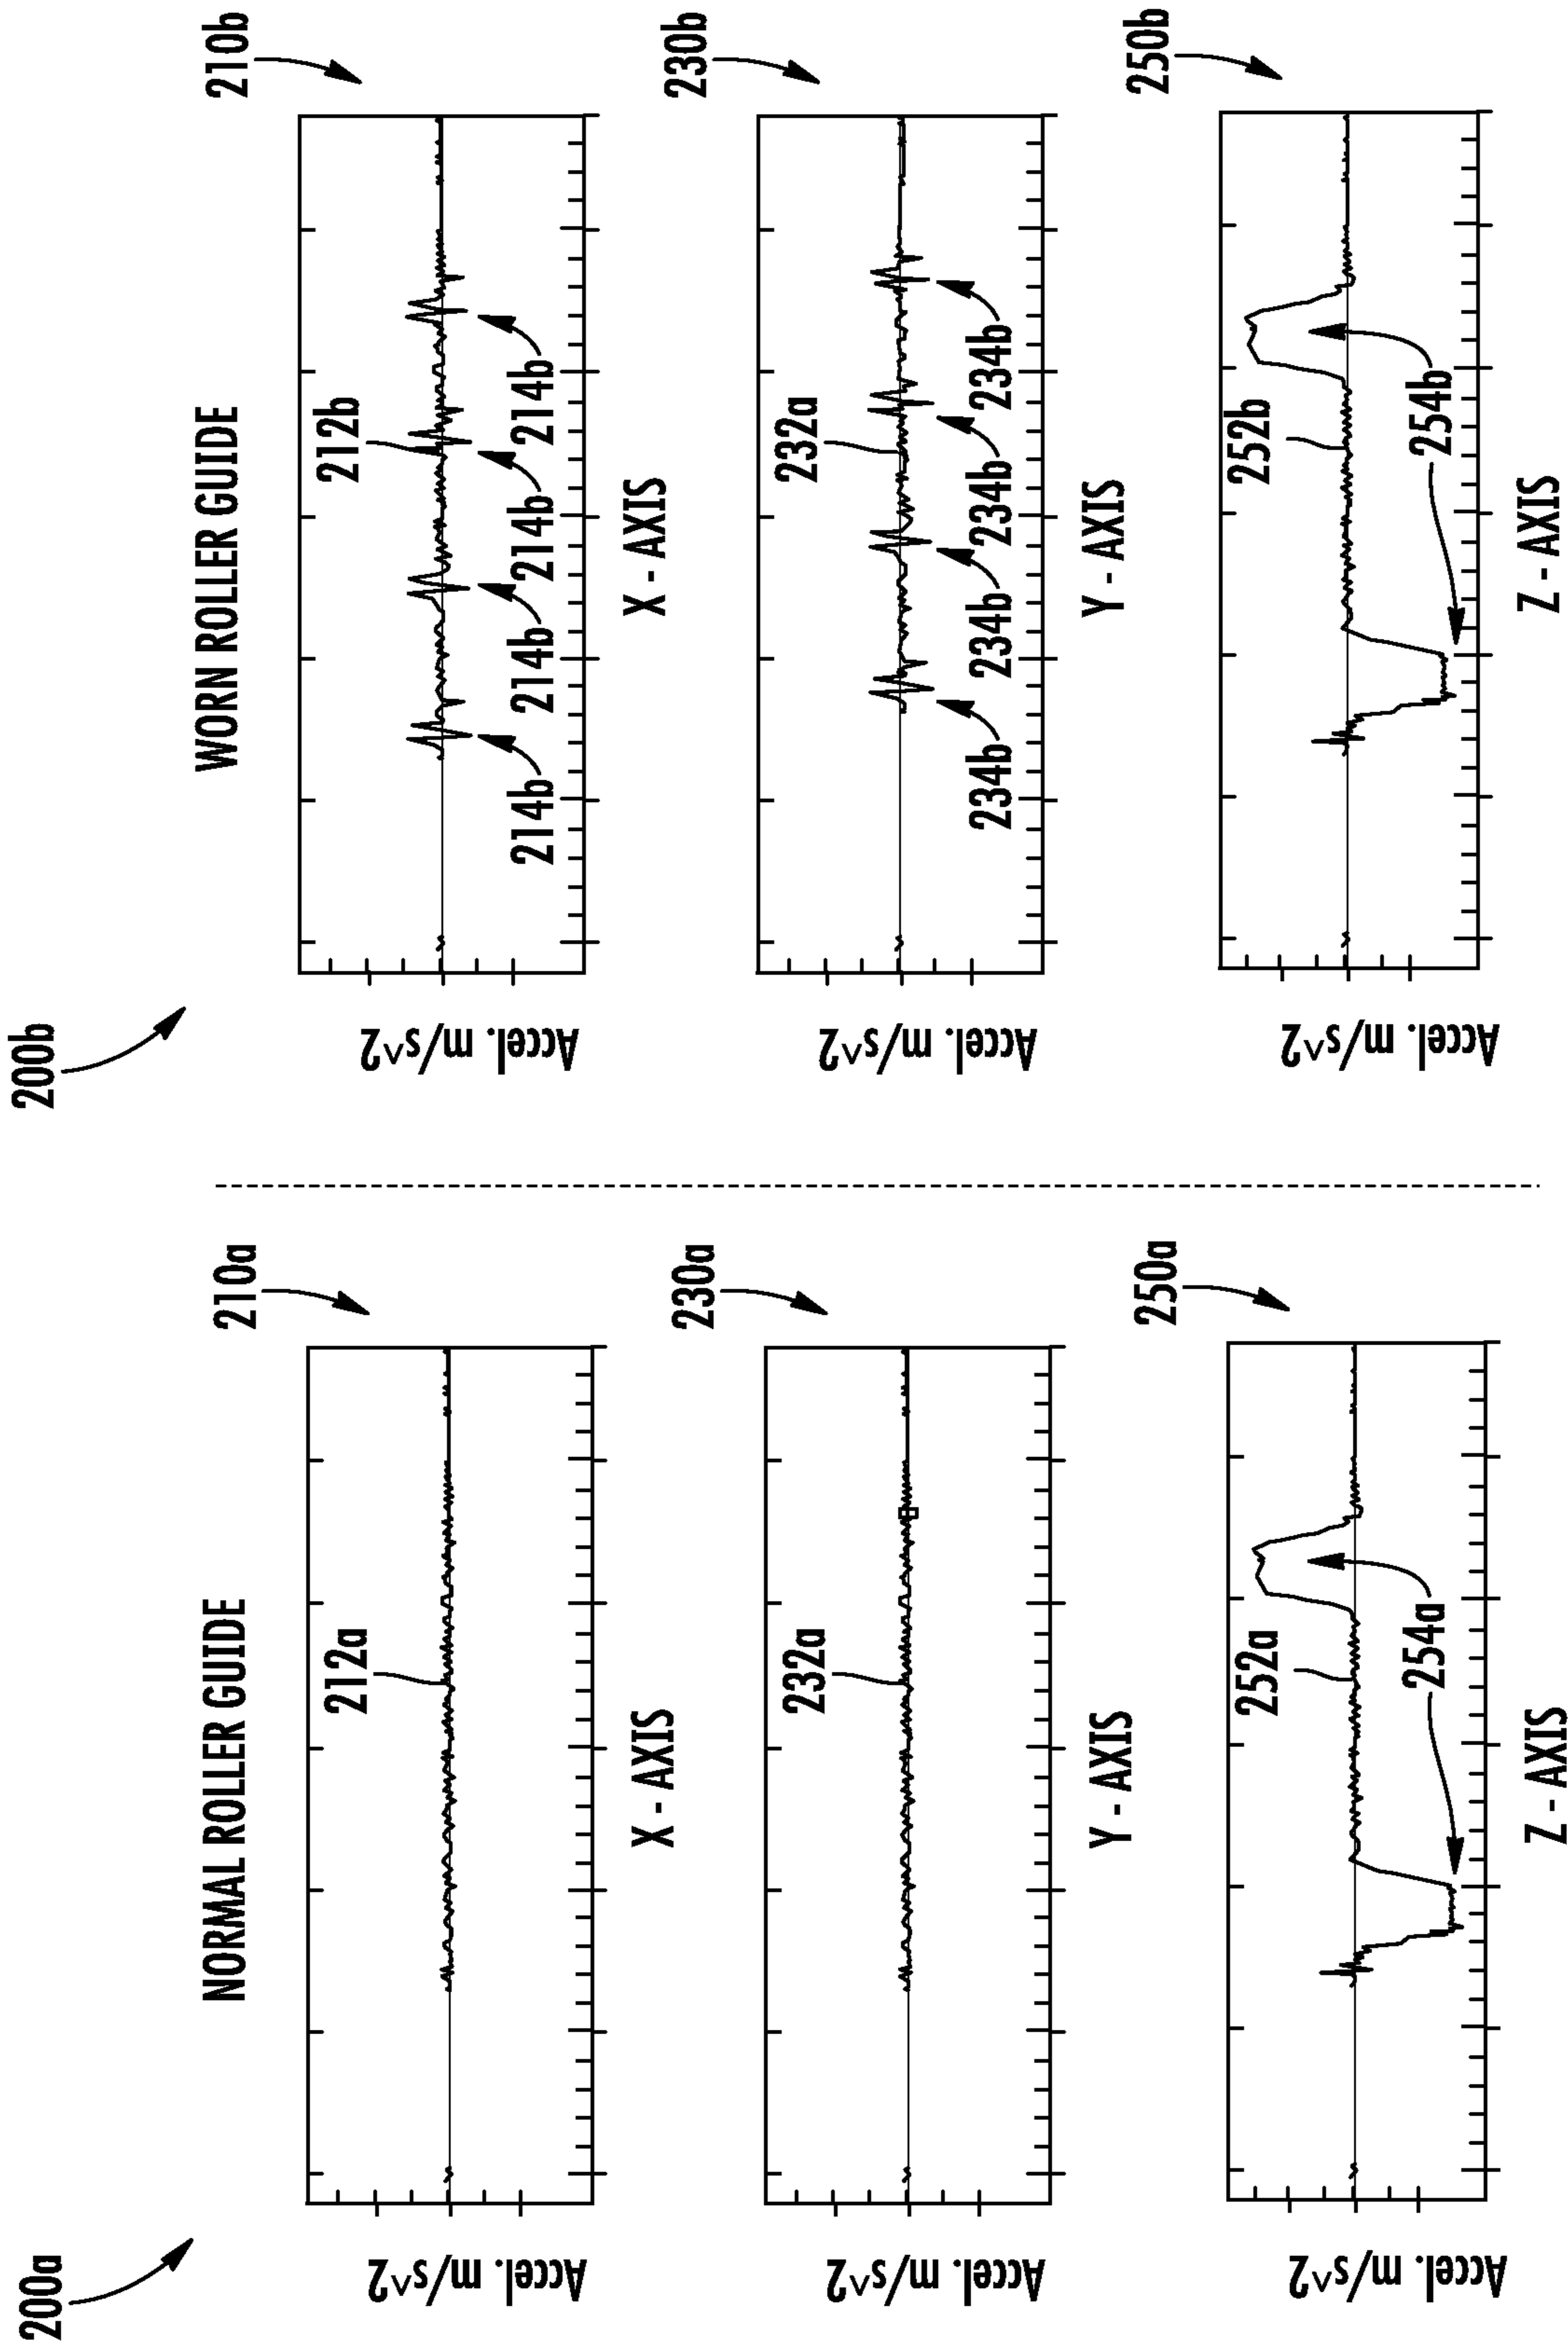 200a
200b
NORMAL ROLLER GUIDE
WORN ROLLER GUIDE
210a
212a
Accel. m/s^2
X - AXIS
210b
212b
214b
214b
214b
214b
Accel. m/s^2
X - AXIS
230a
232a
Accel. m/s^2
Y - AXIS
230b
232a
234b
234b
234b
234b
Accel. m/s^2
Y - AXIS
250a
252a
254a
Accel. m/s^2
Z - AXIS
250b
252b
254b
Accel. m/s^2
Z - AXIS